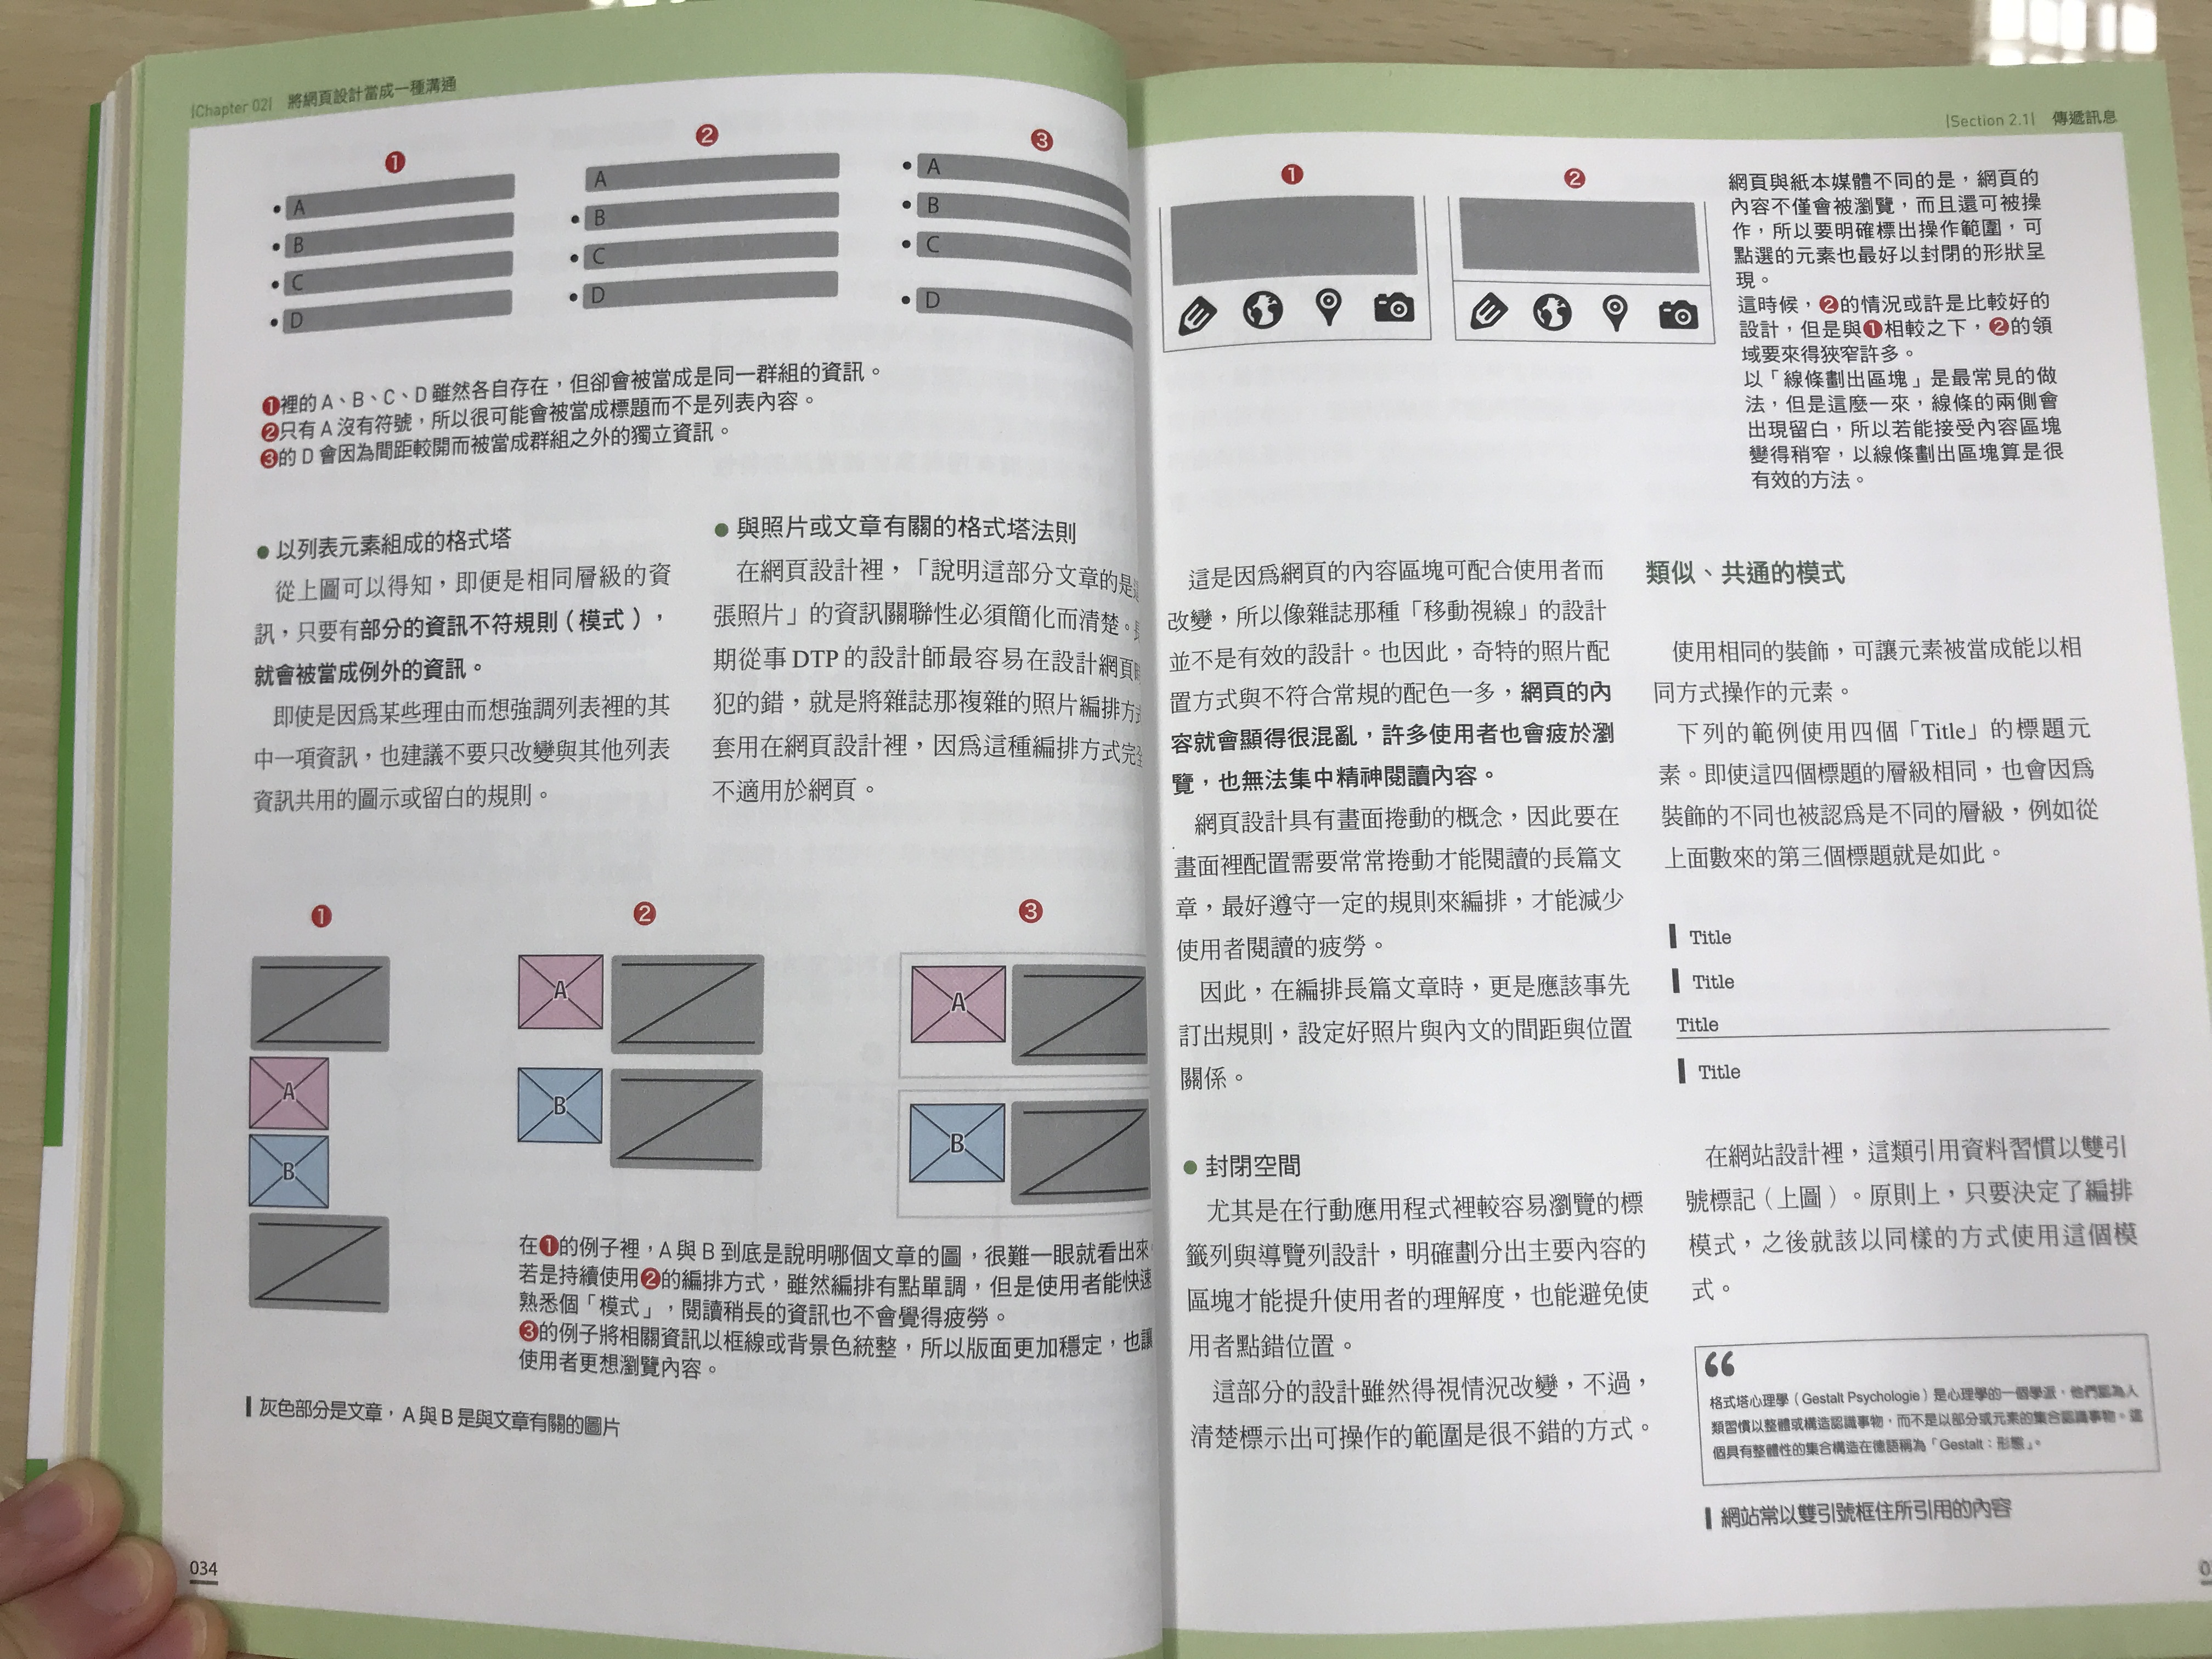 |Chapter 02| 將網頁設計當成一種溝通
❶
❷
❸
A
B
C
D
A
B
C
D
A
B
C
D
❶裡的 A、B、C、D 雖然各自存在，但卻會被當成是同一群組的資訊。
❷只有 A 沒有符號，所以很可能會被當成標題而不是列表內容。
❸的 D 會因為間距較開而被當成群組之外的獨立資訊。
● 以列表元素組成的格式塔
從上圖可以得知，即便是相同層級的資
訊，只要有部分的資訊不符規則（模式），
就會被當成例外的資訊。
即使是因為某些理由而想強調列表裡的其
中一項資訊，也建議不要只改變與其他列表
資訊共用的圖示或留白的規則。
● 與照片或文章有關的格式塔法則
在網頁設計裡，「說明這部分文章的是這
張照片」的資訊關聯性必須簡化而清楚。長
期從事 DTP 的設計師最容易在設計網頁時
犯的錯，就是將雜誌那複雜的照片編排方式
套用在網頁設計裡，因為這種編排方式完全
不適用於網頁。
❶
❷
❸
A
B
A
B
A
B
在❶的例子裡，A 與 B 到底是說明哪個文章的圖，很難一眼就看出來。
若是持續使用❷的編排方式，雖然編排有點單調，但是使用者能快速
熟悉個「模式」，閱讀稍長的資訊也不會覺得疲勞。
❸的例子將相關資訊以框線或背景色統整，所以版面更加穩定，也讓
使用者更想瀏覽內容。
灰色部分是文章，A 與 B 是與文章有關的圖片
034
|Section 2.1| 傳遞訊息
❶
❷
網頁與紙本媒體不同的是，網頁的
內容不僅會被瀏覽，而且還可被操
作，所以要明確標出操作範圍，可
點選的元素也最好以封閉的形狀呈
現。
這時候，❷的情況或許是比較好的
設計，但是與❶相較之下，❷的領
域要來得狹窄許多。
以「線條劃出區塊」是最常見的做
法，但是這麼一來，線條的兩側會
出現留白，所以若能接受內容區塊
變得稍窄，以線條劃出區塊算是很
有效的方法。
這是因為網頁的內容區塊可配合使用者而
改變，所以像雜誌那種「移動視線」的設計
並不是有效的設計。也因此，奇特的照片配
置方式與不符合常規的配色一多，網頁的內
容就會顯得很混亂，許多使用者也會疲於瀏
覽，也無法集中精神閱讀內容。
網頁設計具有畫面捲動的概念，因此要在
畫面裡配置需要常常捲動才能閱讀的長篇文
章，最好遵守一定的規則來編排，才能減少
使用者閱讀的疲勞。
因此，在編排長篇文章時，更是應該事先
訂出規則，設定好照片與內文的間距與位置
關係。
● 封閉空間
尤其是在行動應用程式裡較容易瀏覽的標
籤列與導覽列設計，明確劃分出主要內容的
區塊才能提升使用者的理解度，也能避免使
用者點錯位置。
這部分的設計雖然得視情況改變，不過，
清楚標示出可操作的範圍是很不錯的方式。
類似、共通的模式
使用相同的裝飾，可讓元素被當成能以相
同方式操作的元素。
下列的範例使用四個「Title」的標題元
素。即使這四個標題的層級相同，也會因為
裝飾的不同也被認為是不同的層級，例如從
上面數來的第三個標題就是如此。
Title
Title
Title
Title
在網站設計裡，這類引用資料習慣以雙引
號標記（上圖）。原則上，只要決定了編排
模式，之後就該以同樣的方式使用這個模
式。
“
格式塔心理學（Gestalt Psychologie）是心理學的一個學派，他們認為人
類習慣以整體或構造認識事物，而不是以部分或元素的集合認識事物。這
個具有整體性的集合構造在德語稱為「Gestalt：形態」。
網站常以雙引號框住所引用的內容